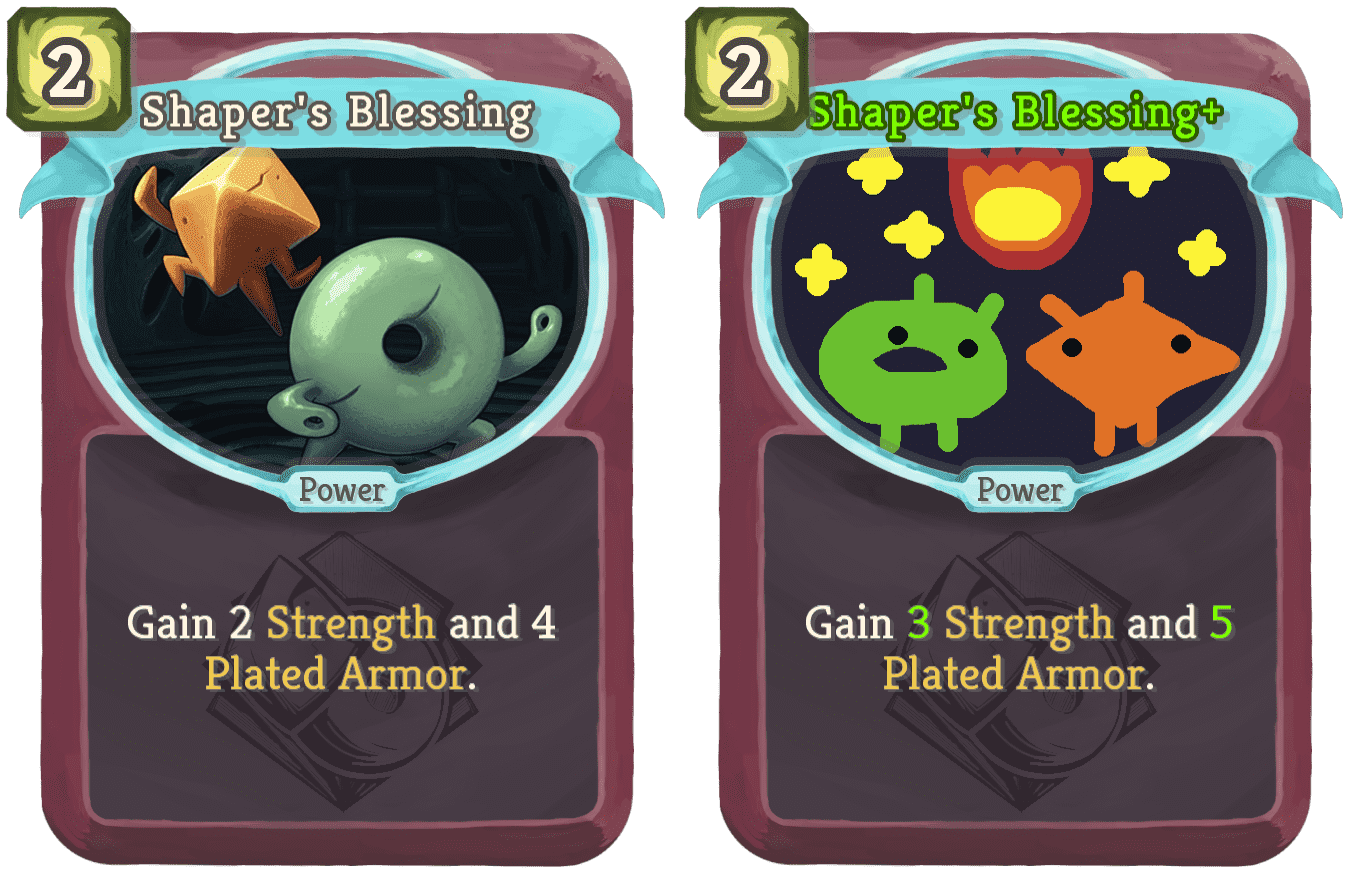 2
Shaper's Blessing
Power
Gain 2 Strength and 4
Plated Armor.
2
Shaper's Blessing+
Power
Gain 3 Strength and 5
Plated Armor.